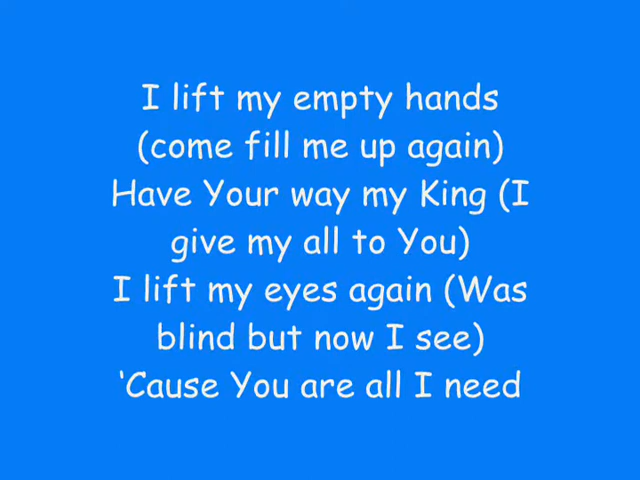 I lift my empty hands
(come fill me up again)
Have Your way my King (I
give my all to You)
I lift my eyes again (Was
blind but now I see)
‘Cause You are all I need